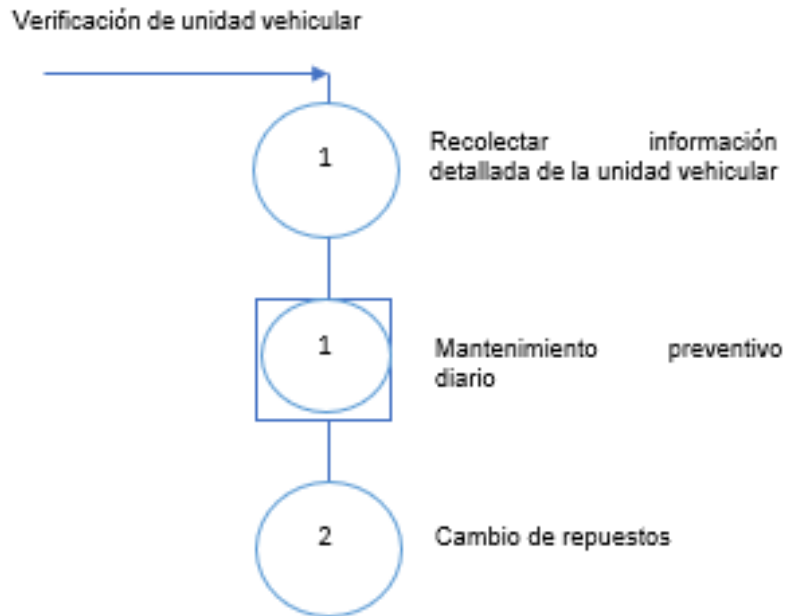 Verificación de unidad vehicular
1
Recolectar información
detallada de la unidad vehicular
1
Mantenimiento preventivo
diario
2
Cambio de repuestos